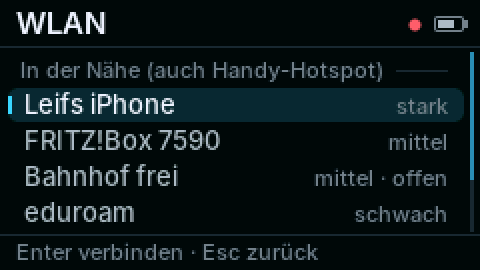 WLAN
In der Nähe (auch Handy-Hotspot)
Leifs iPhone stark
FRITZ!Box 7590 mittel
Bahnhof frei mittel · offen
eduroam schwach
Enter verbinden · Esc zurück